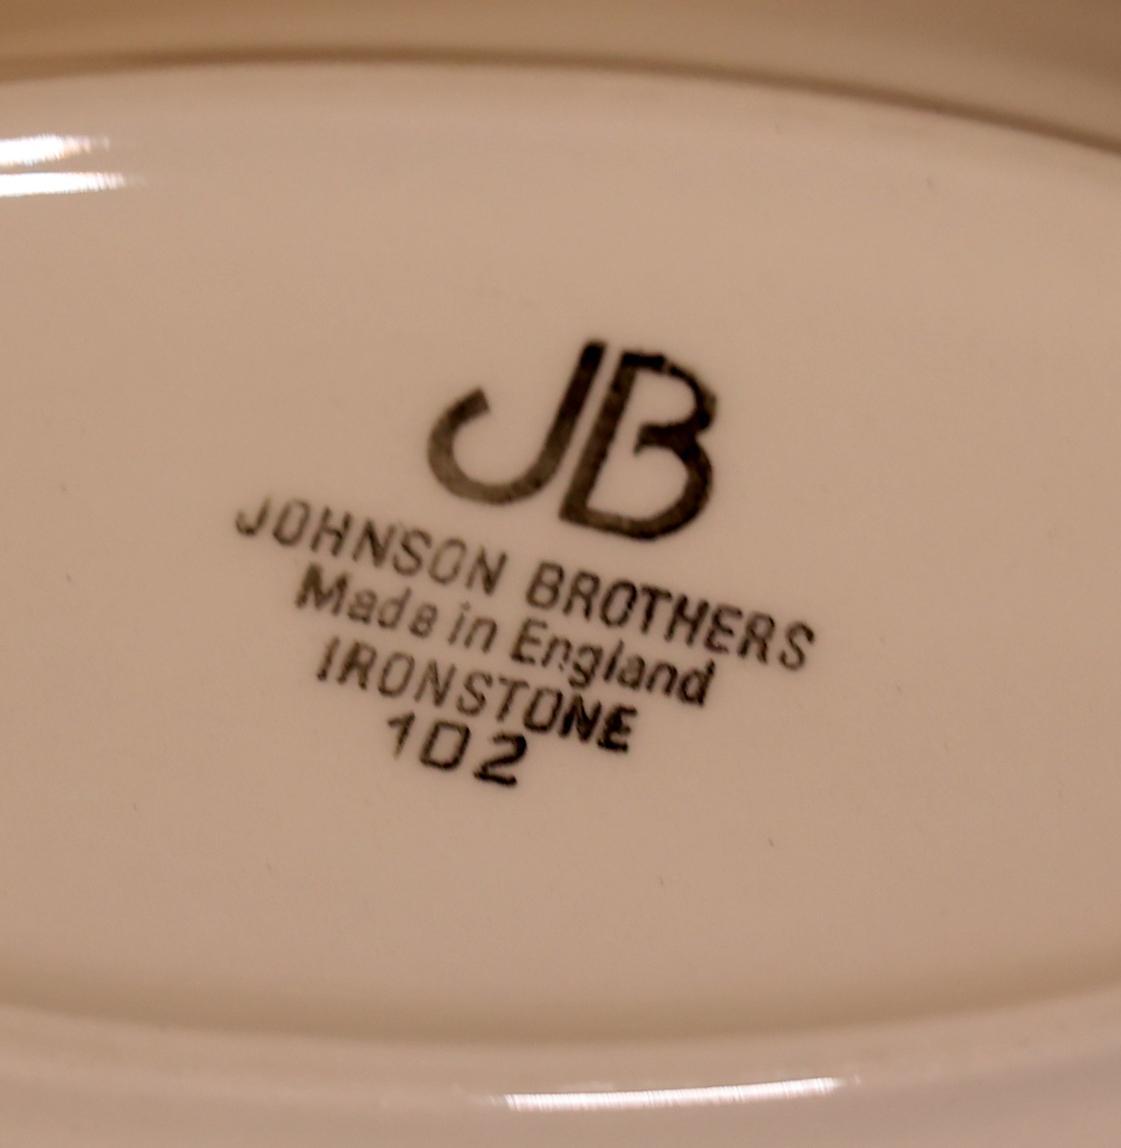 JB
JOHNSON BROTHERS
Made in England
IRONSTONE
102